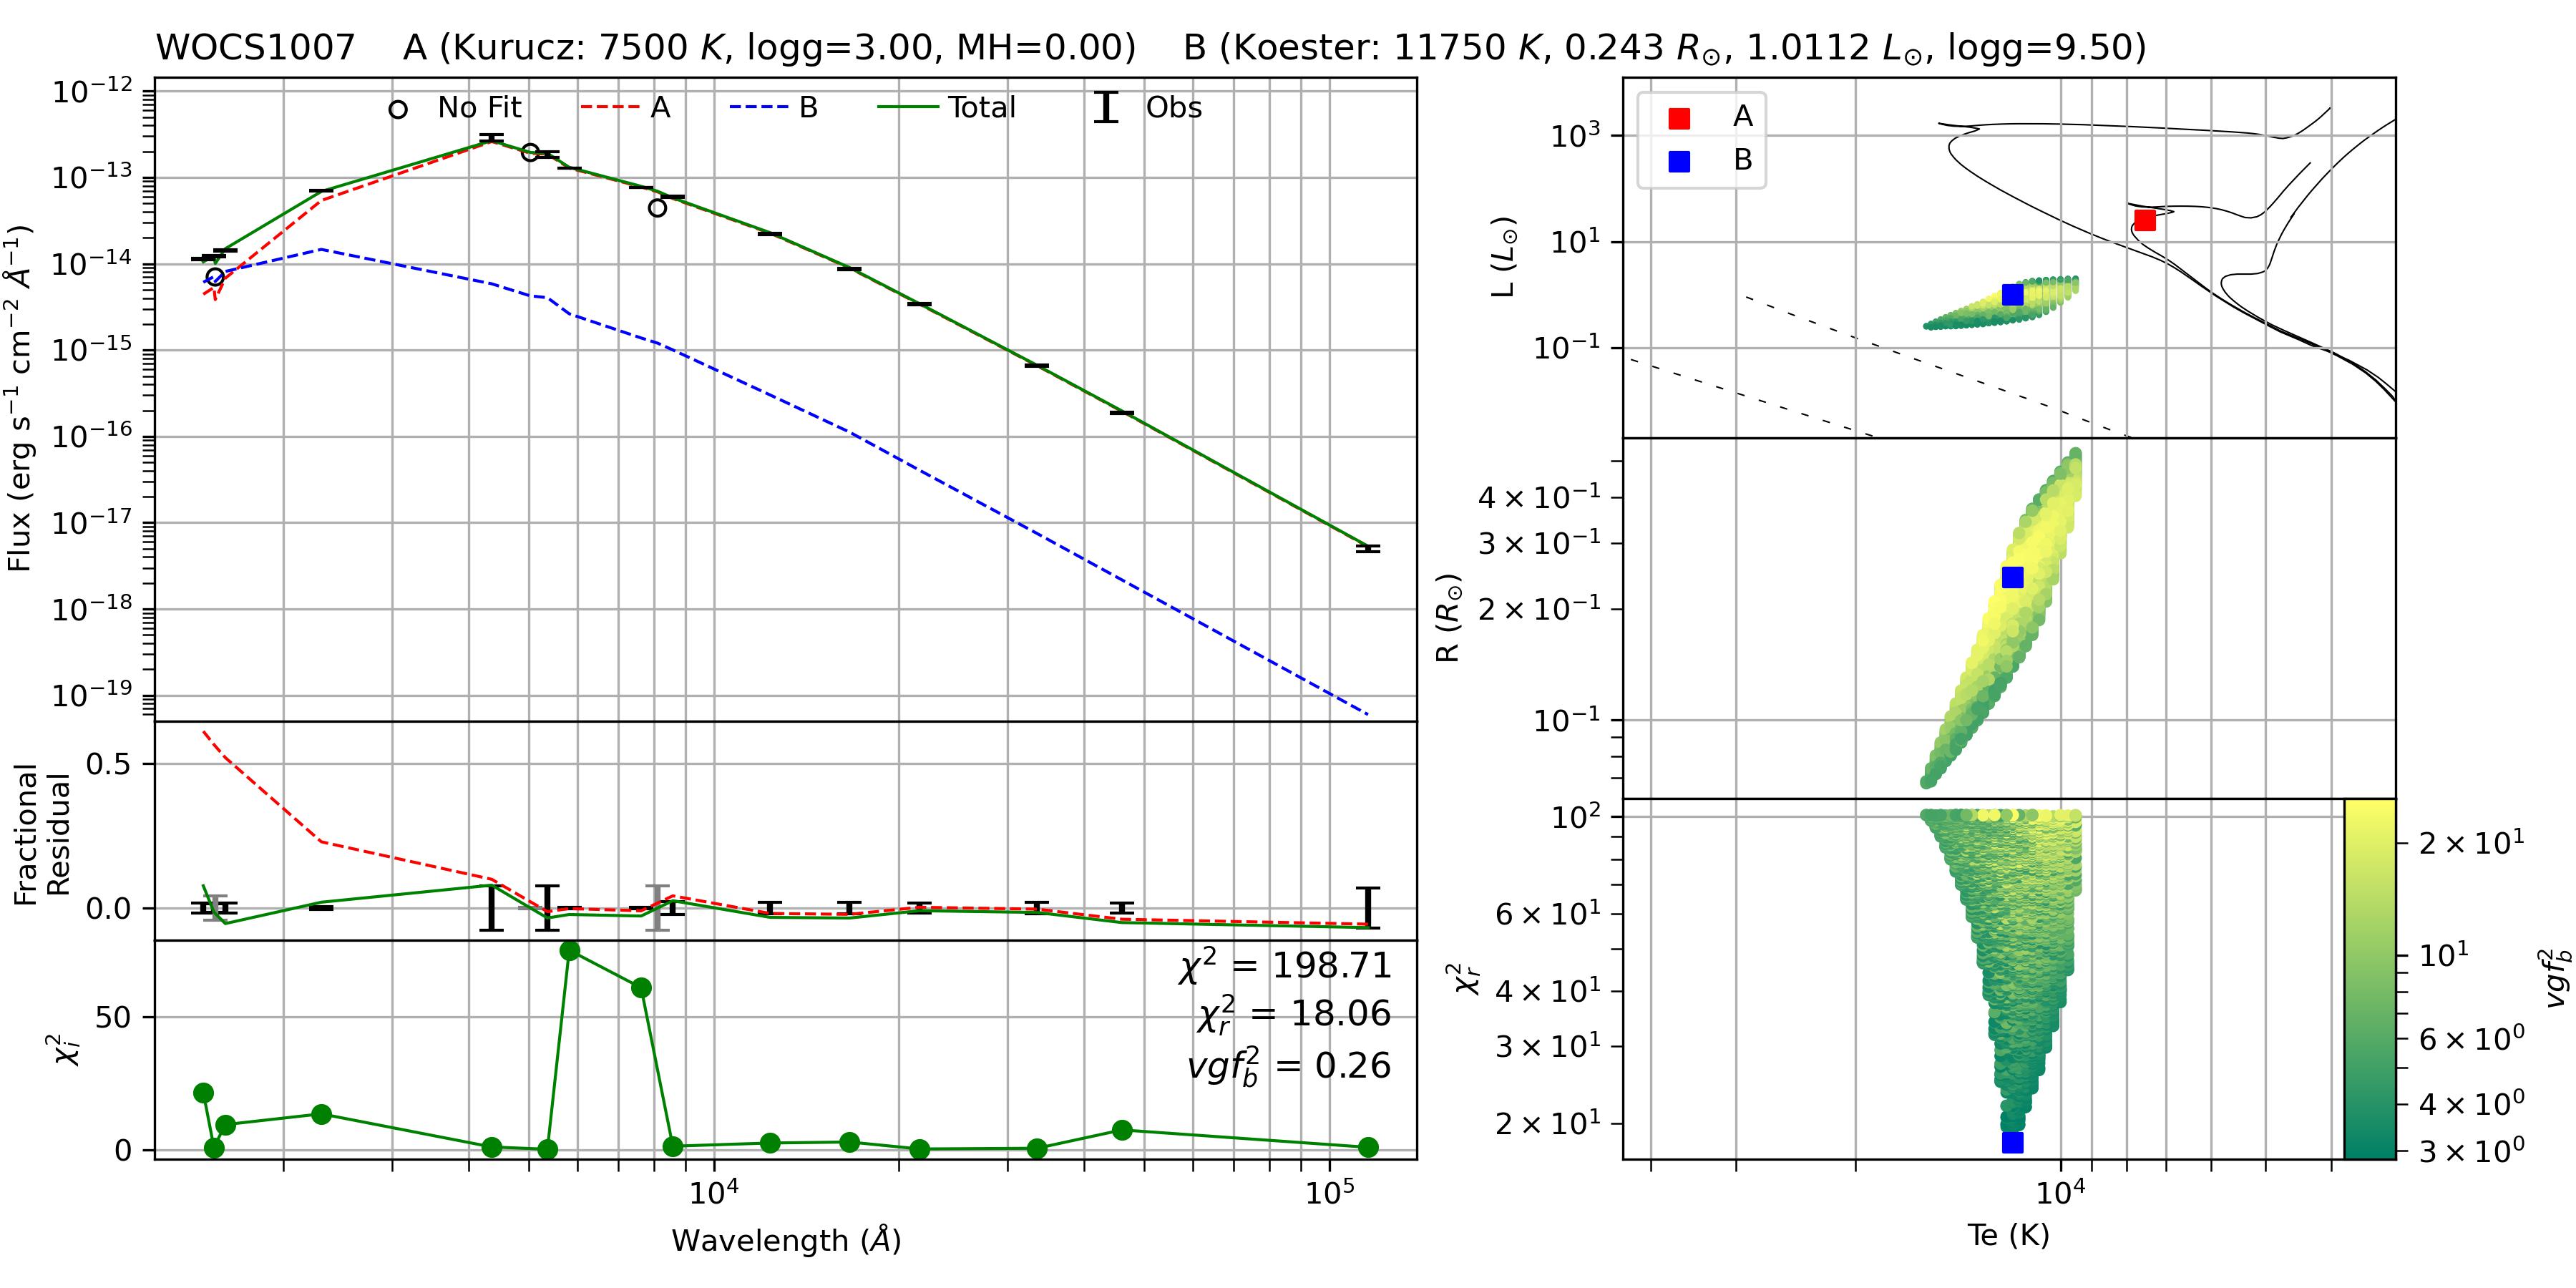 WOCS1007 A (Kurucz: 7500 K, logg=3.00, MH=0.00) B (Koester: 11750 K, 0.243 R⊙, 1.0112 L⊙, logg=9.50)
No Fit A B Total Obs
10⁻¹²
10⁻¹³
10⁻¹⁴
10⁻¹⁵
10⁻¹⁶
10⁻¹⁷
10⁻¹⁸
10⁻¹⁹
Flux (erg s⁻¹ cm⁻² Å⁻¹)
0.5
0.0
Fractional
Residual
50
0
χᵢ²
χ² = 198.71
χᵣ² = 18.06
vgf_b² = 0.26
10⁴
10⁵
Wavelength (Å)
A
B
10³
10¹
10⁻¹
L (L⊙)
4 × 10⁻¹
3 × 10⁻¹
2 × 10⁻¹
10⁻¹
R (R⊙)
10²
6 × 10¹
4 × 10¹
3 × 10¹
2 × 10¹
χᵣ²
10⁴
Te (K)
2 × 10¹
10¹
6 × 10⁰
4 × 10⁰
3 × 10⁰
vgf_b²